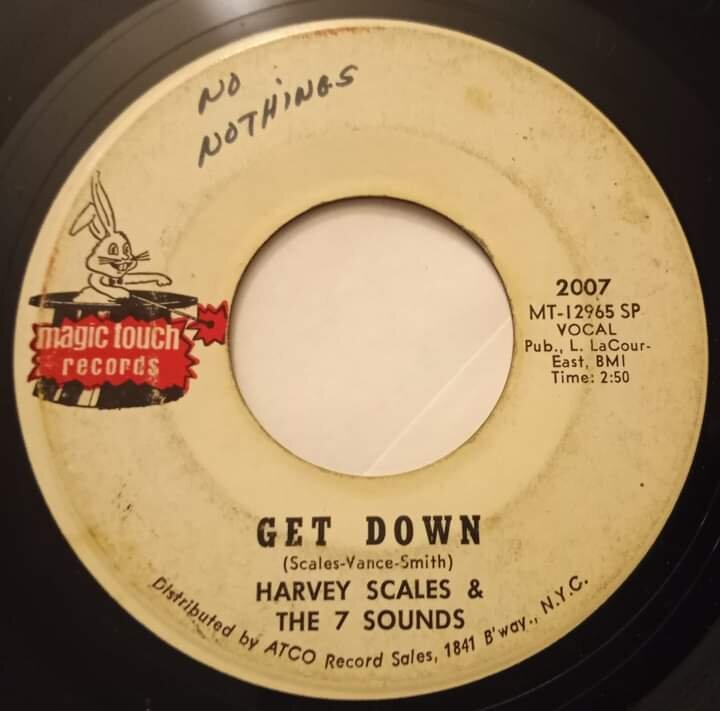 NO
NOTHINGS
magic touch
records
2007
MT-12965 SP
VOCAL
Pub., L. LaCour-
East, BMI
Time: 2:50
GET DOWN
(Scales-Vance-Smith)
HARVEY SCALES &
THE 7 SOUNDS
Distributed by ATCO Record Sales, 1841 B'way., N.Y.C.